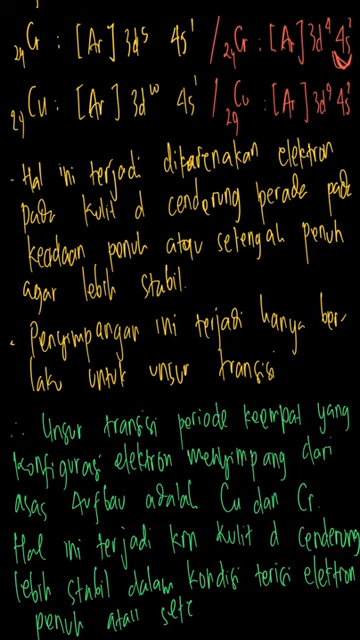 ₂₄Cr : [Ar] 3d⁵ 4s¹ / ₂₄Cr : [Ar] 3d⁴ 4s²
₂₉Cu : [Ar] 3d¹⁰ 4s¹ / ₂₉Cu : [Ar] 3d⁹ 4s²
- Hal ini terjadi dikarenakan elektron
pada kulit d cenderung berada pada
keadaan penuh atau setengah penuh
agar lebih stabil.
• Penyimpangan ini terjadi hanya ber-
laku untuk unsur transisi
∴ Unsur transisi periode keempat yang
konfigurasi elektron menyimpang dari
asas Aufbau adalah Cu dan Cr.
Hal ini terjadi krn kulit d cenderung
lebih stabil dalam kondisi terisi elektron
penuh atau sete